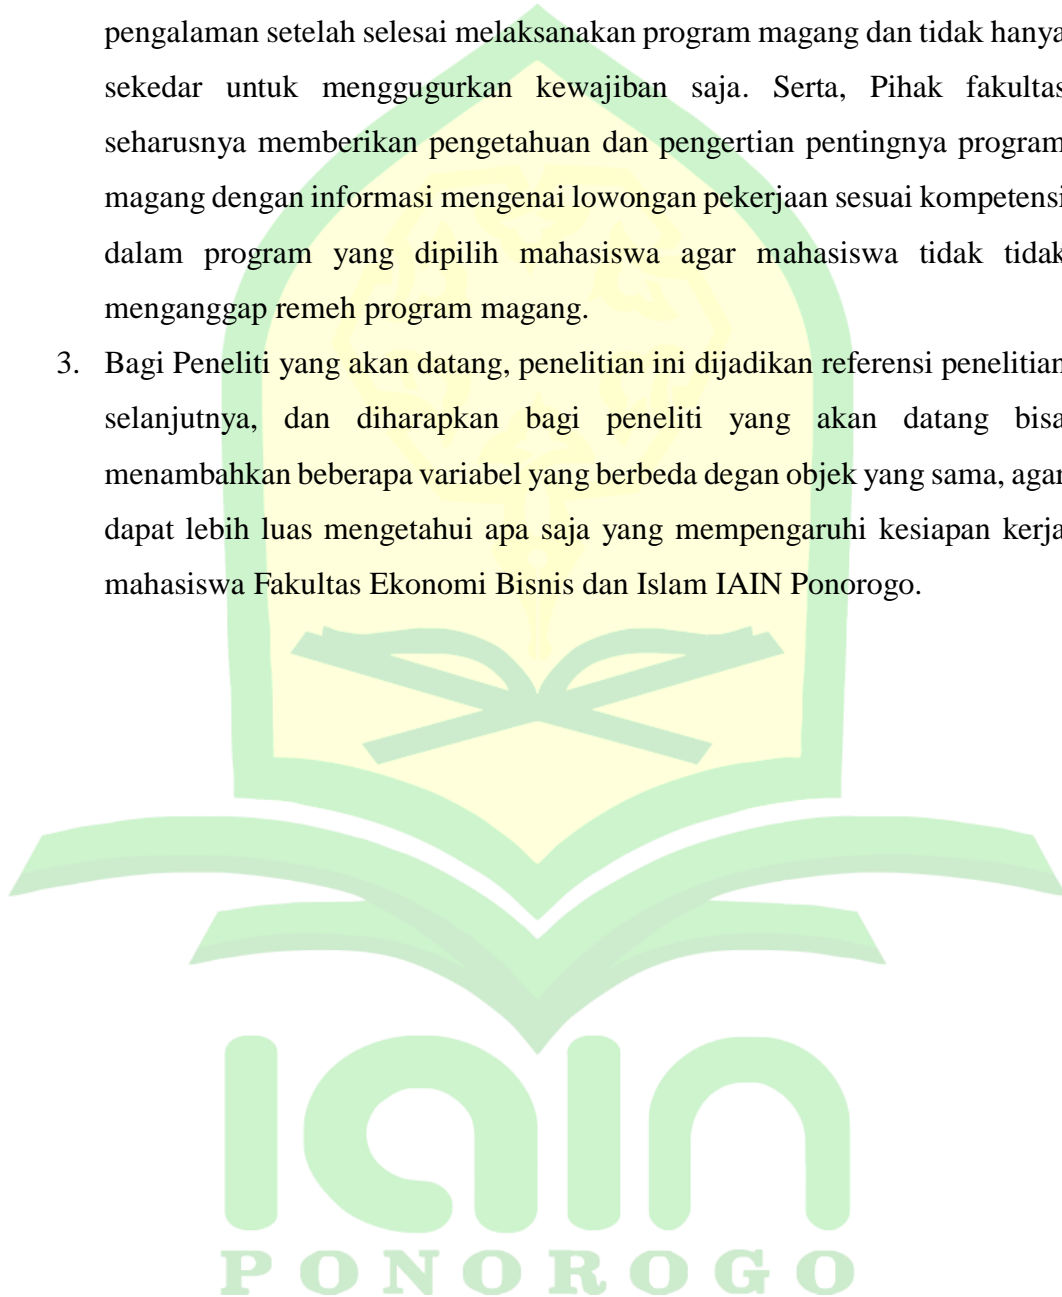 pengalaman setelah selesai melaksanakan program magang dan tidak hanya
sekedar untuk menggugurkan kewajiban saja. Serta, Pihak fakultas
seharusnya memberikan pengetahuan dan pengertian pentingnya program
magang dengan informasi mengenai lowongan pekerjaan sesuai kompetensi
dalam program yang dipilih mahasiswa agar mahasiswa tidak tidak
menganggap remeh program magang.
3. Bagi Peneliti yang akan datang, penelitian ini dijadikan referensi penelitian
selanjutnya, dan diharapkan bagi peneliti yang akan datang bisa
menambahkan beberapa variabel yang berbeda degan objek yang sama, agar
dapat lebih luas mengetahui apa saja yang mempengaruhi kesiapan kerja
mahasiswa Fakultas Ekonomi Bisnis dan Islam IAIN Ponorogo.
IAIN
PONOROGO